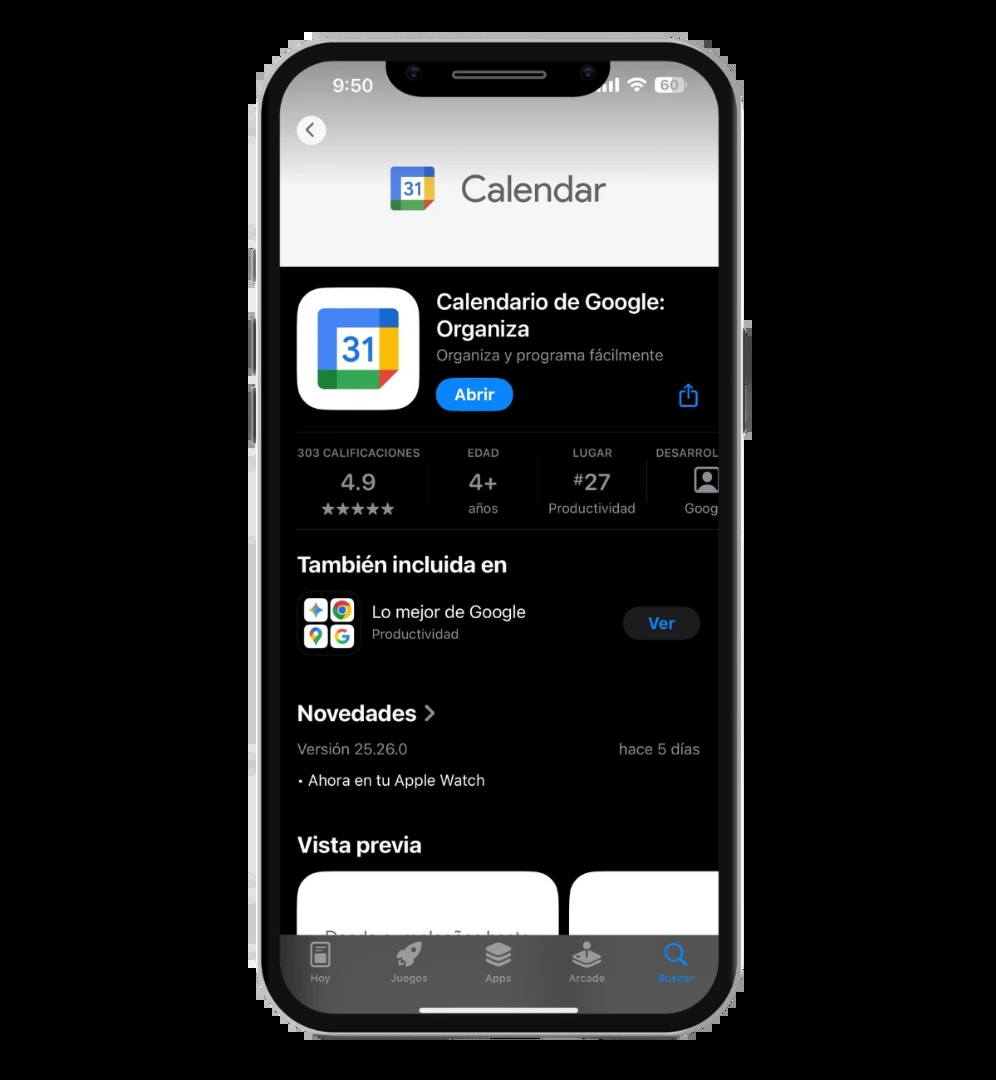 9:50
60
31
Calendar
31
Calendario de Google:
Organiza
Organiza y programa fácilmente
Abrir
303 CALIFICACIONES
4.9
★★★★★
EDAD
4+
años
LUGAR
#27
Productividad
DESARROL
Goog
También incluida en
Lo mejor de Google
Productividad
Ver
Novedades
Versión 25.26.0
hace 5 días
• Ahora en tu Apple Watch
Vista previa
Hoy
Juegos
Apps
Arcade
Buscar